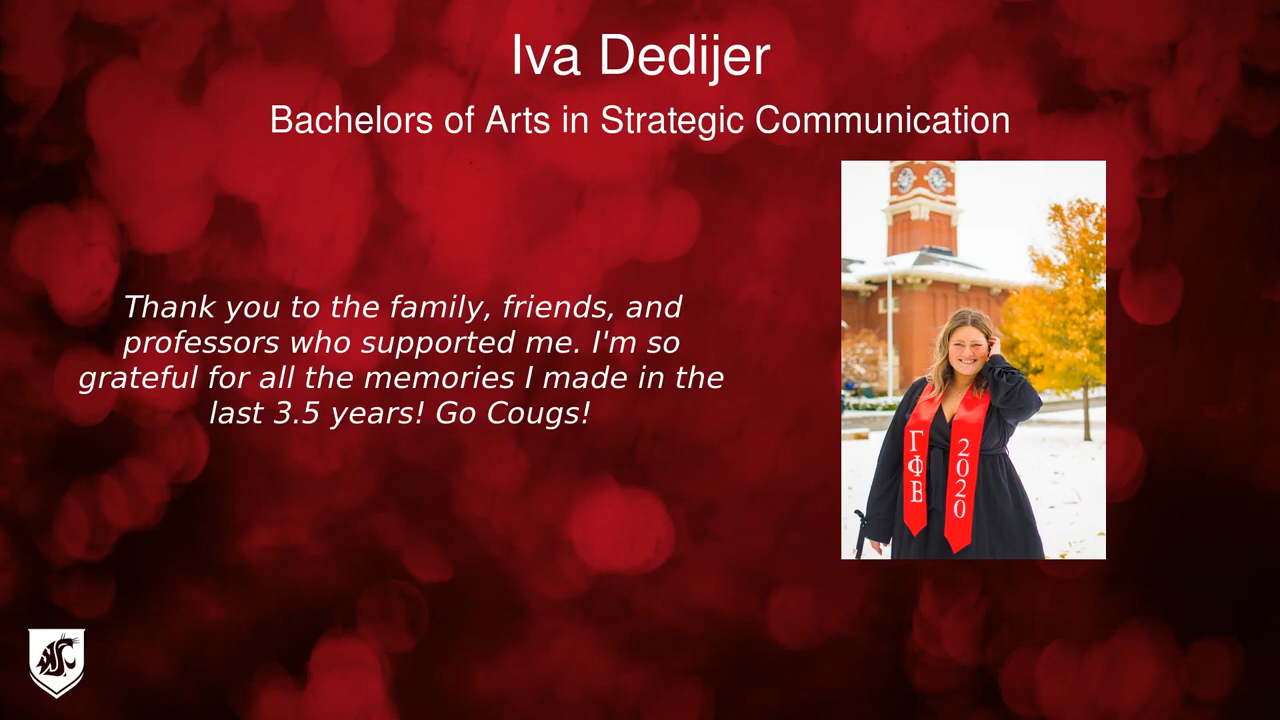 Iva Dedijer
Bachelors of Arts in Strategic Communication
Thank you to the family, friends, and
professors who supported me. I'm so
grateful for all the memories I made in the
last 3.5 years! Go Cougs!
ΓΦΒ
2020